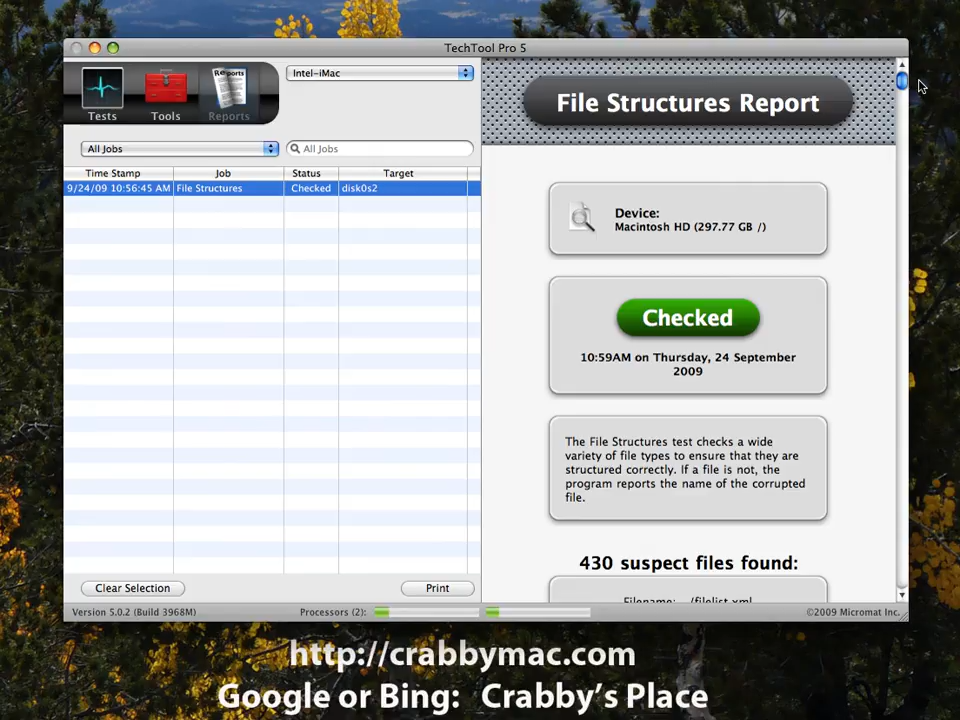 TechTool Pro 5
Reports
Tests
Tools
Reports
Intel-iMac
All Jobs
All Jobs
Time Stamp Job Status Target
9/24/09 10:56:45 AM File Structures Checked disk0s2
File Structures Report
Device:
Macintosh HD (297.77 GB /)
Checked
10:59AM on Thursday, 24 September
2009
The File Structures test checks a wide
variety of file types to ensure that they are
structured correctly. If a file is not, the
program reports the name of the corrupted
file.
430 suspect files found:
Filename: /filelist.xml
Clear Selection
Print
Version 5.0.2 (Build 3968M)
Processors (2):
©2009 Micromat Inc.
http://crabbymac.com
Google or Bing: Crabby's Place